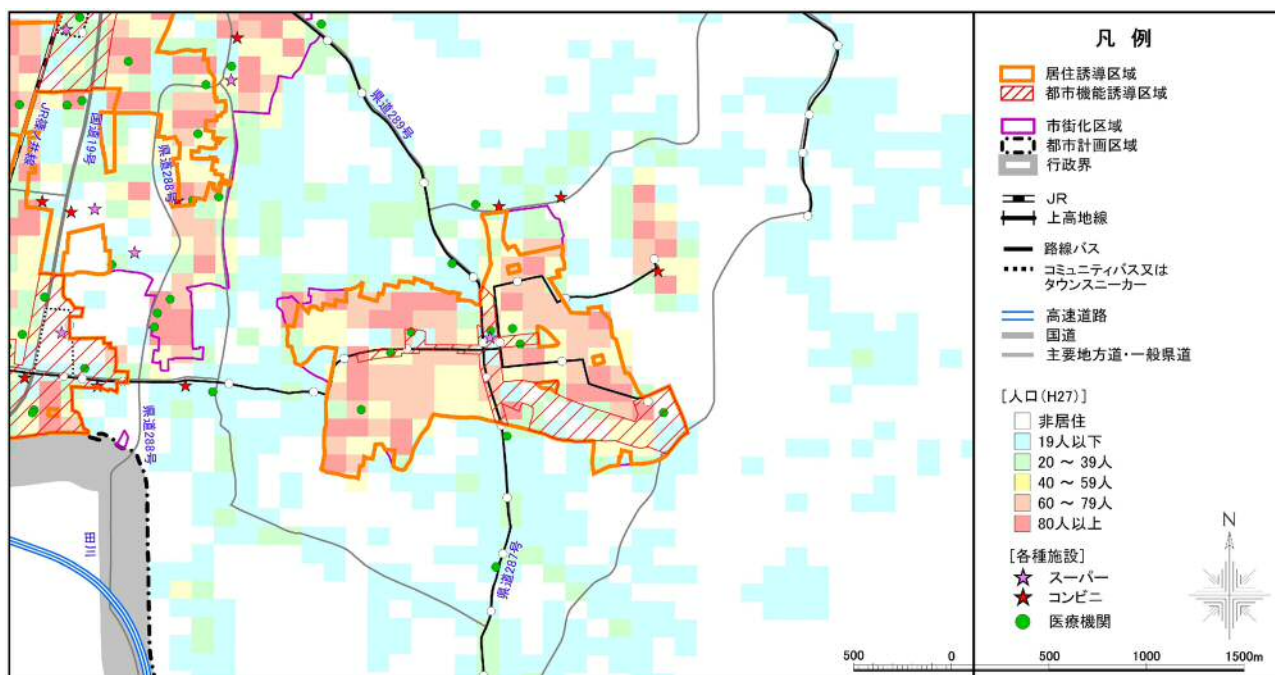 凡 例
居住誘導区域
都市機能誘導区域
市街化区域
都市計画区域
行政界
JR
上高地線
路線バス
コミュニティバス又は
タウンスニーカー
高速道路
国道
主要地方道・一般県道
[人口(H27)]
非居住
19人以下
20 ～ 39人
40 ～ 59人
60 ～ 79人
80人以上
[各種施設]
スーパー
コンビニ
医療機関
N
500 0 500 1000 1500m
JR篠ノ井線
国道19号
県道288号
県道289号
県道288号
県道287号
田川